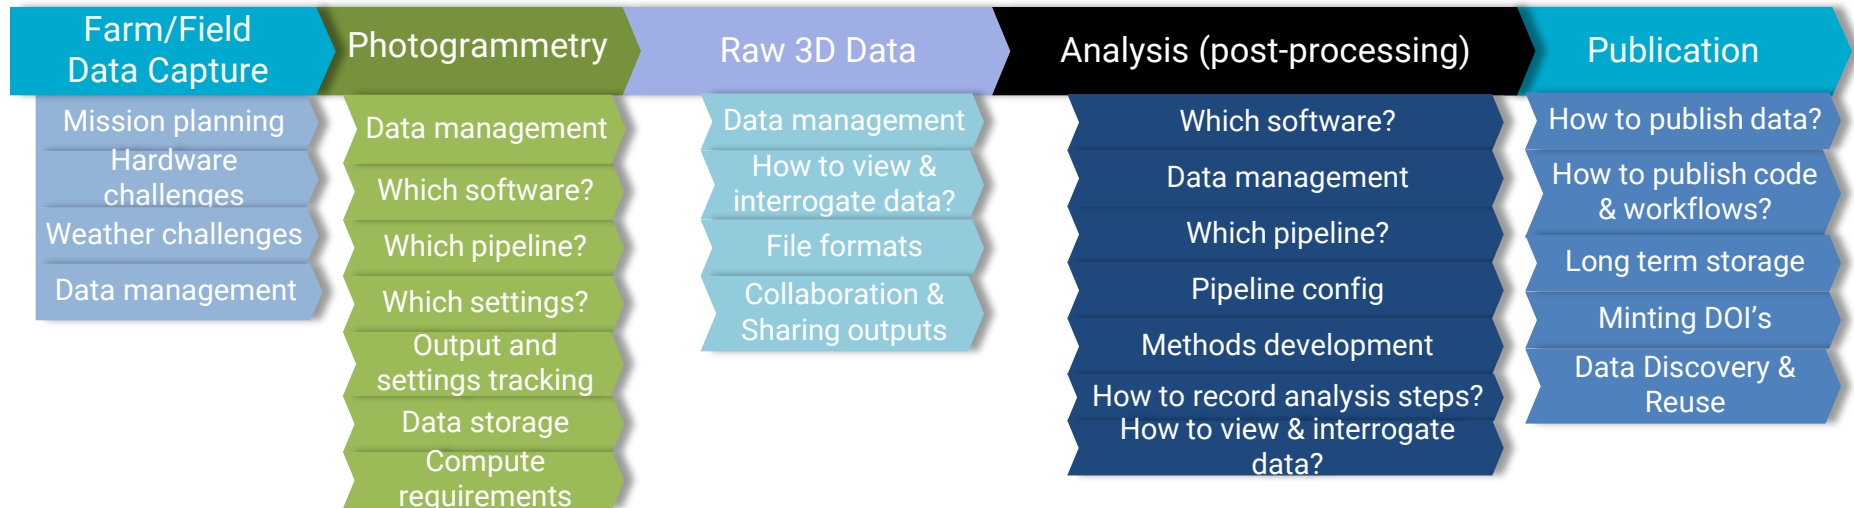 Farm/Field
Data Capture
Photogrammetry
Raw 3D Data
Analysis (post-processing)
Publication
Mission planning
Hardware
challenges
Weather challenges
Data management
Data management
Which software?
Which pipeline?
Which settings?
Output and
settings tracking
Data storage
Compute
requirements
Data management
How to view &
interrogate data?
File formats
Collaboration &
Sharing outputs
Which software?
Data management
Which pipeline?
Pipeline config
Methods development
How to record analysis steps?
How to view & interrogate
data?
How to publish data?
How to publish code
& workflows?
Long term storage
Minting DOI's
Data Discovery &
Reuse